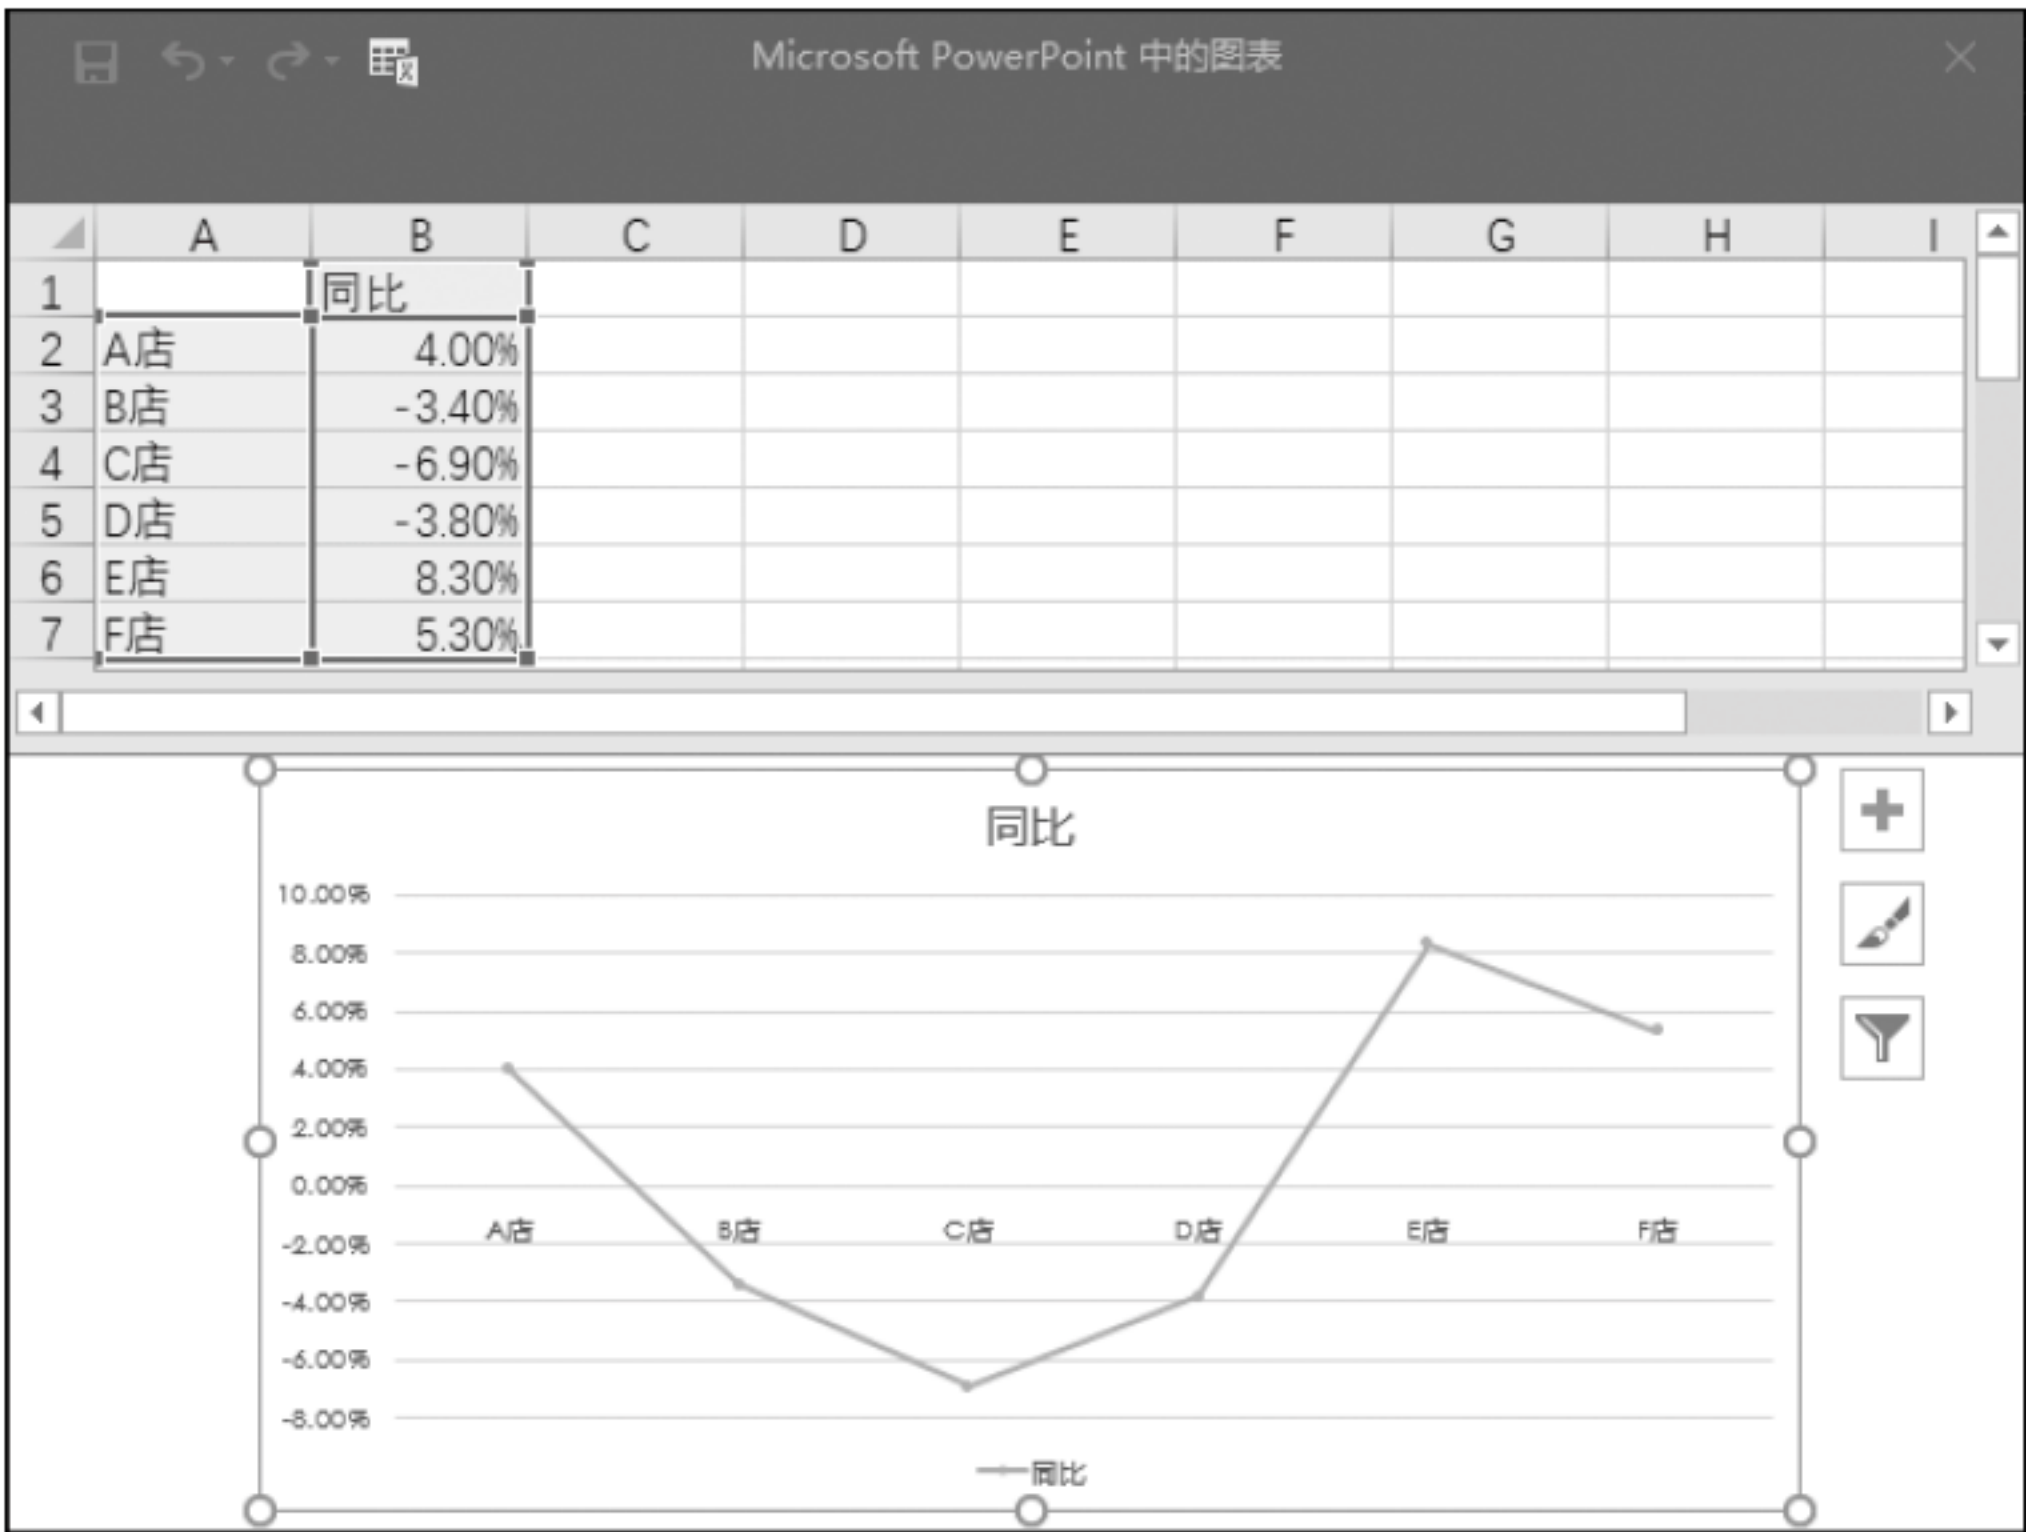 Microsoft PowerPoint 中的图表
A B C D E F G H I
1 同比
2 A店 4.00%
3 B店 -3.40%
4 C店 -6.90%
5 D店 -3.80%
6 E店 8.30%
7 F店 5.30%
同比
10.00%
8.00%
6.00%
4.00%
2.00%
0.00%
A店 B店 C店 D店 E店 F店
-2.00%
-4.00%
-6.00%
-8.00%
同比